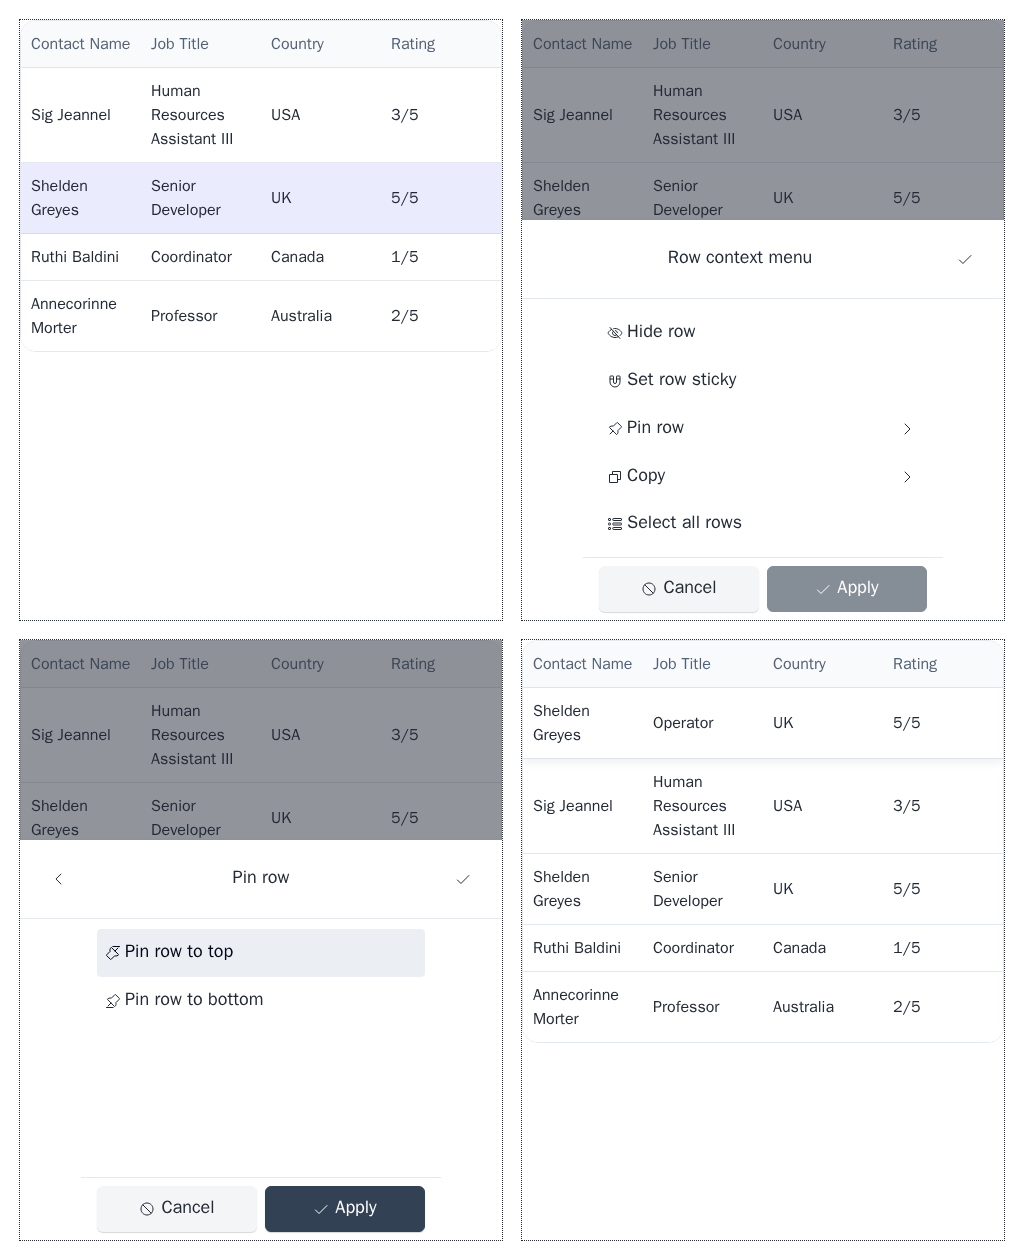 Contact Name Job Title Country Rating
Sig Jeannel Human Resources Assistant III USA 3/5
Shelden Greyes Senior Developer UK 5/5
Ruthi Baldini Coordinator Canada 1/5
Annecorinne Morter Professor Australia 2/5
Contact Name Job Title Country Rating
Sig Jeannel Human Resources Assistant III USA 3/5
Shelden Greyes Senior Developer UK 5/5
Row context menu
Hide row
Set row sticky
Pin row
Copy
Select all rows
Cancel Apply
Contact Name Job Title Country Rating
Sig Jeannel Human Resources Assistant III USA 3/5
Shelden Greyes Senior Developer UK 5/5
Pin row
Pin row to top
Pin row to bottom
Cancel Apply
Contact Name Job Title Country Rating
Shelden Greyes Operator UK 5/5
Sig Jeannel Human Resources Assistant III USA 3/5
Shelden Greyes Senior Developer UK 5/5
Ruthi Baldini Coordinator Canada 1/5
Annecorinne Morter Professor Australia 2/5